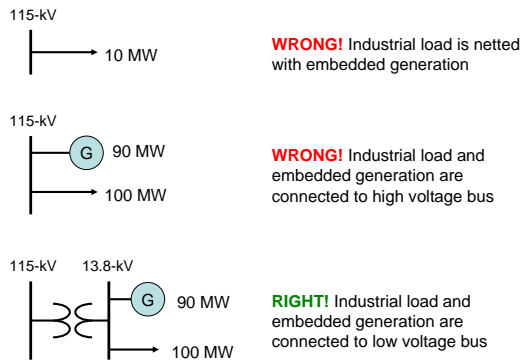 115-kV
10 MW
WRONG! Industrial load is netted
with embedded generation
115-kV
G
90 MW
100 MW
WRONG! Industrial load and
embedded generation are
connected to high voltage bus
115-kV
13.8-kV
G
90 MW
100 MW
RIGHT! Industrial load and
embedded generation are
connected to low voltage bus